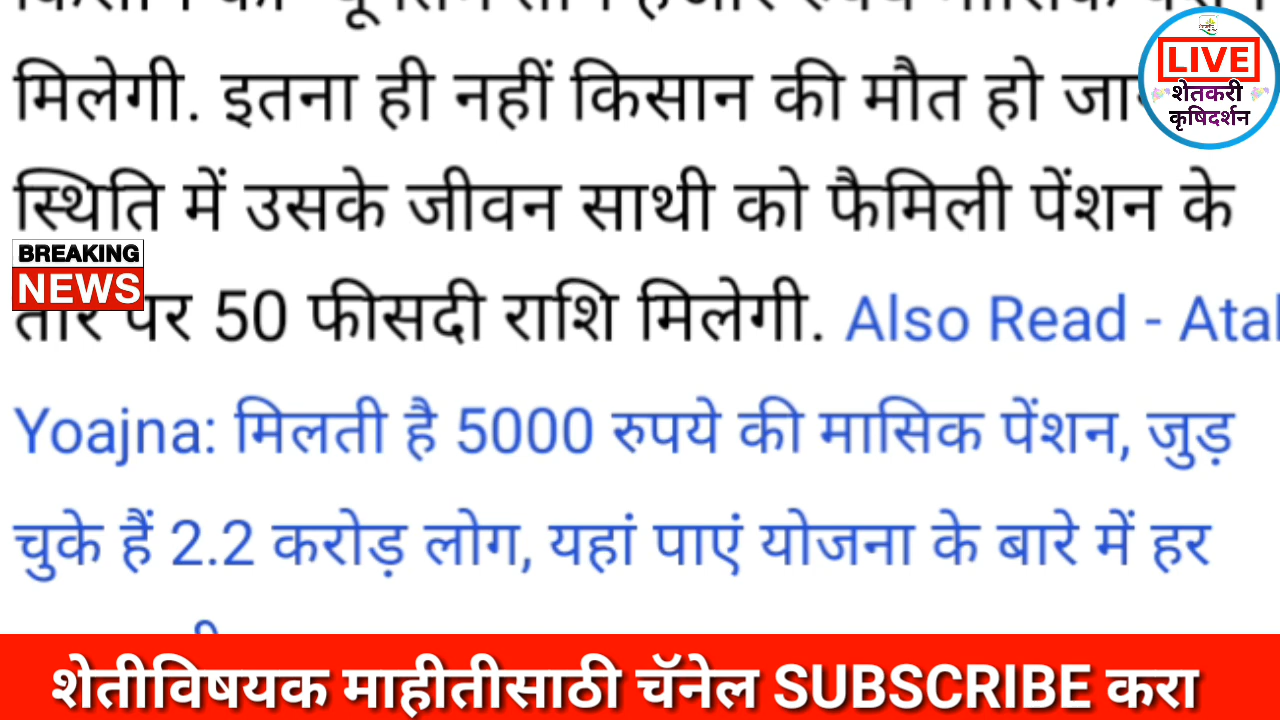 मिलेगी. इतना ही नहीं किसान की मौत हो
स्थिति में उसके जीवन साथी को फैमिली पेंशन के
पर 50 फीसदी राशि मिलेगी. Also Read - Atal
Yoajna: मिलती है 5000 रुपये की मासिक पेंशन, जुड़
चुके हैं 2.2 करोड़ लोग, यहां पाएं योजना के बारे में हर
LIVE
शेतकरी
कृषिदर्शन
BREAKING
NEWS
शेतीविषयक माहीतीसाठी चॅनेल SUBSCRIBE करा